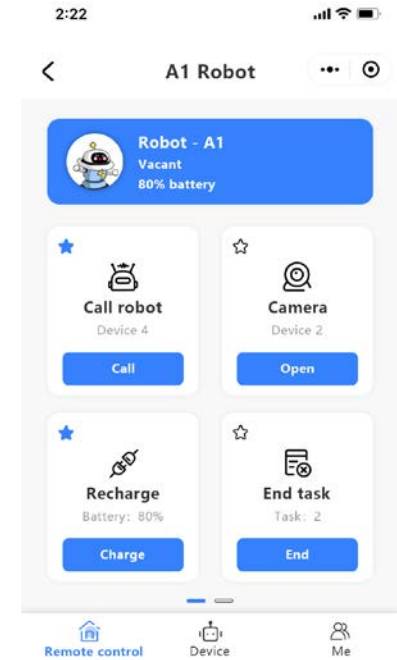 2:22
A1 Robot
Robot - A1
Vacant
80% battery
Call robot
Device 4
Call
Camera
Device 2
Open
Recharge
Battery: 80%
Charge
End task
Task: 2
End
Remote control
Device
Me